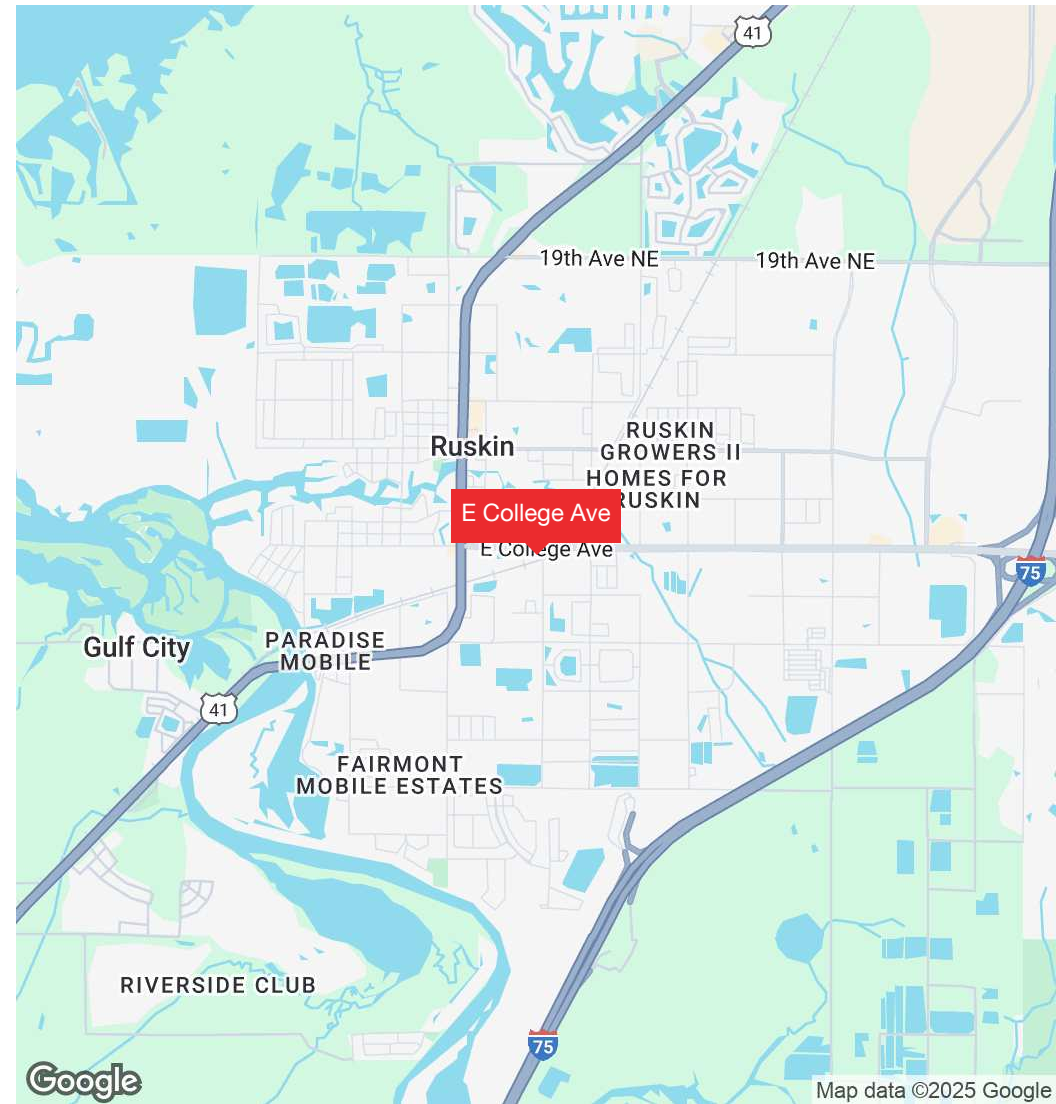 41
19th Ave NE
19th Ave NE
RUSKIN
GROWERS II
Ruskin
HOMES FOR
RUSKIN
E College Ave
E College Ave
75
Gulf City
PARADISE
MOBILE
41
FAIRMONT
MOBILE ESTATES
RIVERSIDE CLUB
75
Google
Map data ©2025 Google